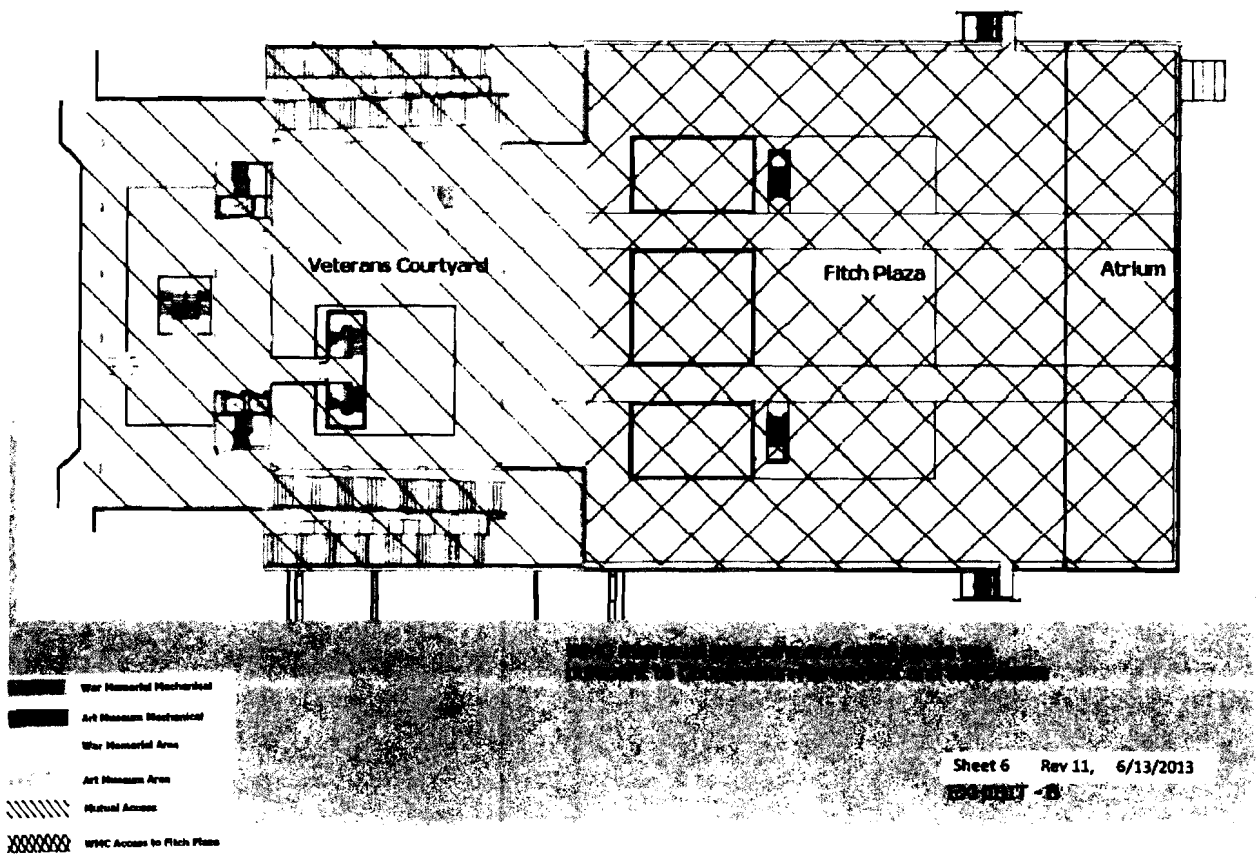 Veterans Courtyard
Fitch Plaza
Atrium
War Memorial Mechanical
Art Museum Mechanical
War Memorial Area
Art Museum Area
Mutual Access
WMC Access to Fitch Plaza
Sheet 6 Rev 11, 6/13/2013